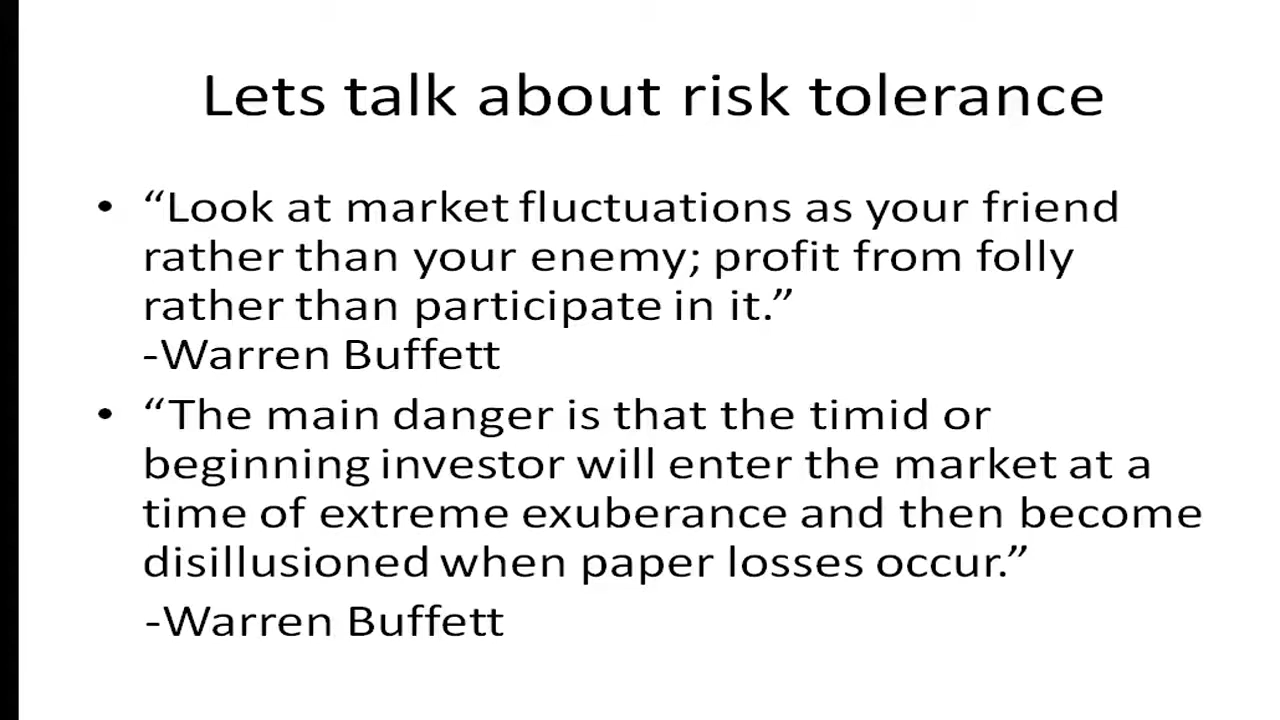 Lets talk about risk tolerance
• “Look at market fluctuations as your friend
rather than your enemy; profit from folly
rather than participate in it.”
-Warren Buffett
• “The main danger is that the timid or
beginning investor will enter the market at a
time of extreme exuberance and then become
disillusioned when paper losses occur.”
-Warren Buffett